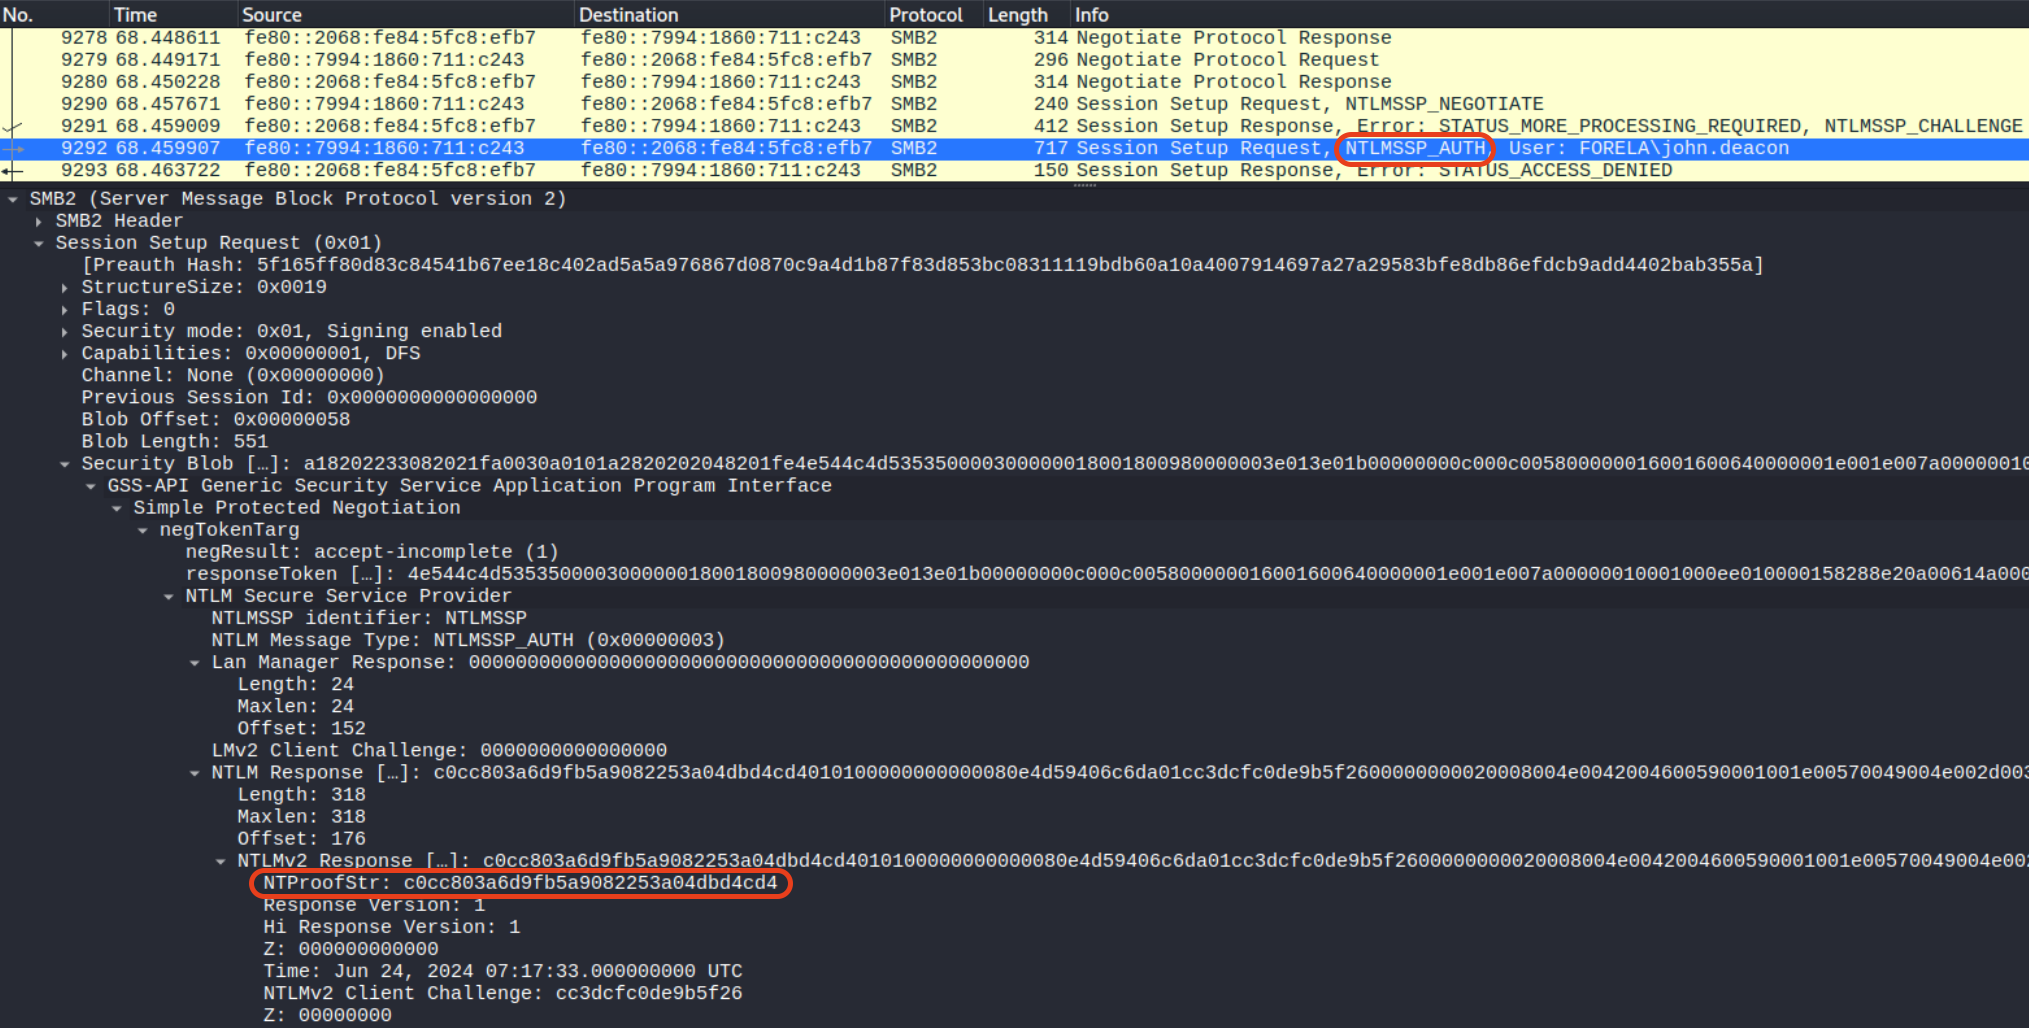 No. Time Source Destination Protocol Length Info
9278 68.448611 fe80::2068:fe84:5fc8:efb7 fe80::7994:1860:711:c243 SMB2 314 Negotiate Protocol Response
9279 68.449171 fe80::7994:1860:711:c243 fe80::2068:fe84:5fc8:efb7 SMB2 296 Negotiate Protocol Request
9280 68.450228 fe80::2068:fe84:5fc8:efb7 fe80::7994:1860:711:c243 SMB2 314 Negotiate Protocol Response
9290 68.457671 fe80::7994:1860:711:c243 fe80::2068:fe84:5fc8:efb7 SMB2 240 Session Setup Request, NTLMSSP_NEGOTIATE
9291 68.459009 fe80::2068:fe84:5fc8:efb7 fe80::7994:1860:711:c243 SMB2 412 Session Setup Response, Error: STATUS_MORE_PROCESSING_REQUIRED, NTLMSSP_CHALLENGE
9292 68.459907 fe80::7994:1860:711:c243 fe80::2068:fe84:5fc8:efb7 SMB2 717 Session Setup Request, NTLMSSP_AUTH, User: FORELA\john.deacon
9293 68.463722 fe80::2068:fe84:5fc8:efb7 fe80::7994:1860:711:c243 SMB2 150 Session Setup Response, Error: STATUS_ACCESS_DENIED
SMB2 (Server Message Block Protocol version 2)
SMB2 Header
Session Setup Request (0x01)
[Preauth Hash: 5f165ff80d83c84541b67ee18c402ad5a5a976867d0870c9a4d1b87f83d853bc08311119bdb60a10a4007914697a27a29583bfe8db86efdcb9add4402bab355a]
StructureSize: 0x0019
Flags: 0
Security mode: 0x01, Signing enabled
Capabilities: 0x00000001, DFS
Channel: None (0x00000000)
Previous Session Id: 0x0000000000000000
Blob Offset: 0x00000058
Blob Length: 551
Security Blob […]: a18202233082021fa0030a0101a2820202048201fe4e544c4d5353500003000000180018009800000003e013e01b00000000c000c00580000001600160064000001e001e007a00000010
GSS-API Generic Security Service Application Program Interface
Simple Protected Negotiation
negTokenTarg
negResult: accept-incomplete (1)
responseToken […]: 4e544c4d535350000300000018001800980000003e013e01b00000000c000c005800000016001600640000001e001e007a00000010001000ee010000158288e20a00614a000
NTLM Secure Service Provider
NTLMSSP identifier: NTLMSSP
NTLM Message Type: NTLMSSP_AUTH (0x00000003)
Lan Manager Response: 000000000000000000000000000000000000000000000000
Length: 24
Maxlen: 24
Offset: 152
LMv2 Client Challenge: 0000000000000000
NTLM Response […]: c0cc803a6d9fb5a9082253a04dbd4cd4010100000000000080e4d59406c6da01cc3dcfc0de9b5f2600000000020008004e0042004600590001001e00570049004e002d003
Length: 318
Maxlen: 318
Offset: 176
NTLMv2 Response […]: c0cc803a6d9fb5a9082253a04dbd4cd4010100000000000080e4d59406c6da01cc3dcfc0de9b5f2600000000020008004e0042004600590001001e00570049004e002
NTProofStr: c0cc803a6d9fb5a9082253a04dbd4cd4
Response Version: 1
Hi Response Version: 1
Z: 000000000000
Time: Jun 24, 2024 07:17:33.000000000 UTC
NTLMv2 Client Challenge: cc3dcfc0de9b5f26
Z: 00000000